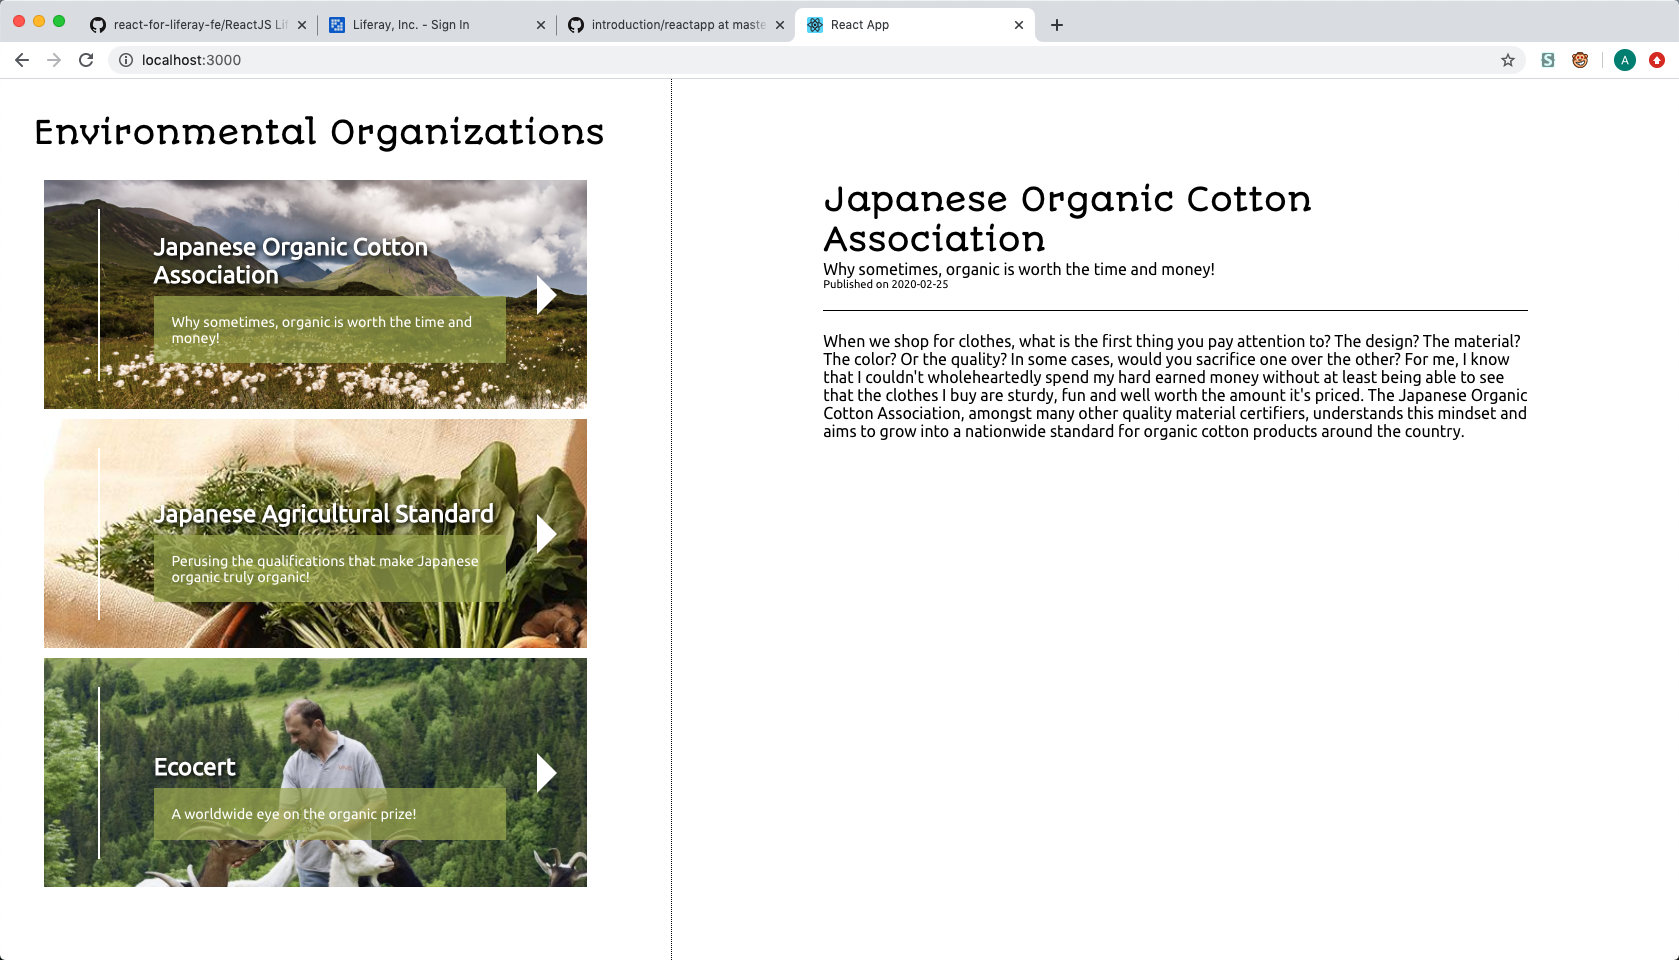 react-for-liferay-fe/ReactJS Lif
Liferay, Inc. - Sign In
introduction/reactapp at maste
React App
localhost:3000
A
Environmental Organizations
Japanese Organic Cotton
Association
Why sometimes, organic is worth the time and
money!
Japanese Agricultural Standard
Perusing the qualifications that make Japanese
organic truly organic!
Ecocert
A worldwide eye on the organic prize!
Japanese Organic Cotton
Association
Why sometimes, organic is worth the time and money!
Published on 2020-02-25
When we shop for clothes, what is the first thing you pay attention to? The design? The material?
The color? Or the quality? In some cases, would you sacrifice one over the other? For me, I know
that I couldn't wholeheartedly spend my hard earned money without at least being able to see
that the clothes I buy are sturdy, fun and well worth the amount it's priced. The Japanese Organic
Cotton Association, amongst many other quality material certifiers, understands this mindset and
aims to grow into a nationwide standard for organic cotton products around the country.